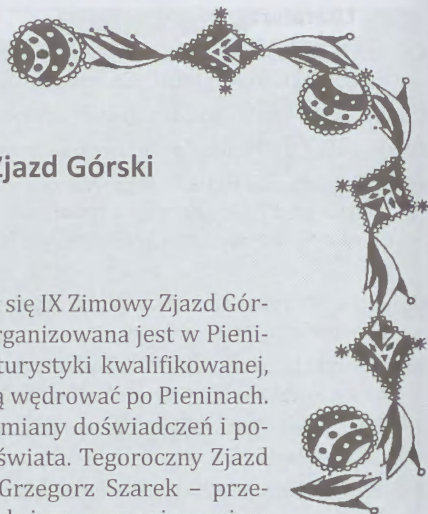 Zjazd Górski
się IX Zimowy Zjazd Gór-
rganizowana jest w Pieni-
turystyki kwalifikowanej,
ą wędrować po Pieninach.
miany doświadczeń i po-
świata. Tegoroczny Zjazd
Grzegorz Szarek – prze-